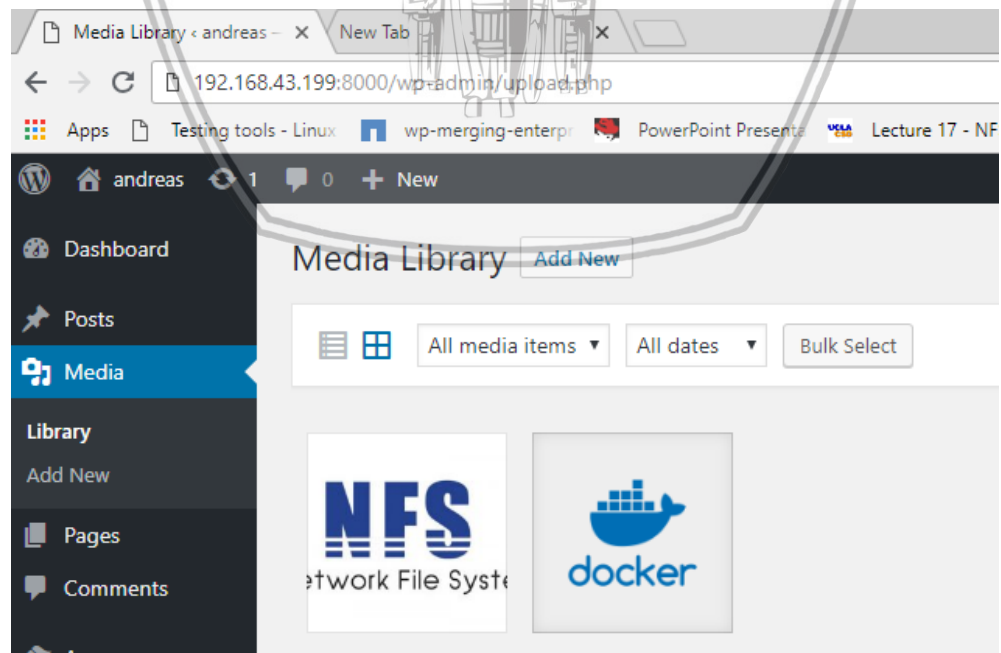 Media Library ‹ andreas –
New Tab
192.168.43.199:8000/wp-admin/upload.php
Apps
Testing tools - Linux
wp-merging-enterpr
PowerPoint Presenta
UCLA
Lecture 17 - NF
andreas
1
0
New
Dashboard
Media Library
Add New
Posts
All media items
All dates
Bulk Select
Media
Library
Add New
Pages
Comments
NFS
etwork File Syste
docker